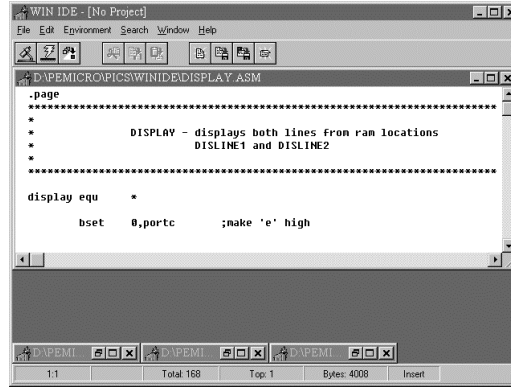 WIN IDE - [No Project]
File Edit Environment Search Window Help
D:\PEMICRO\PICS\WINIDE\DISPLAY.ASM
.page
***********************************************************************
*
* DISPLAY - displays both lines from ram locations
* DISLINE1 and DISLINE2
*
***********************************************************************
display equ *
bset 0,portc ;make 'e' high
D:\PEMI... D:\PEMI... D:\PEMI...
1:1 Total: 168 Top: 1 Bytes: 4008 Insert